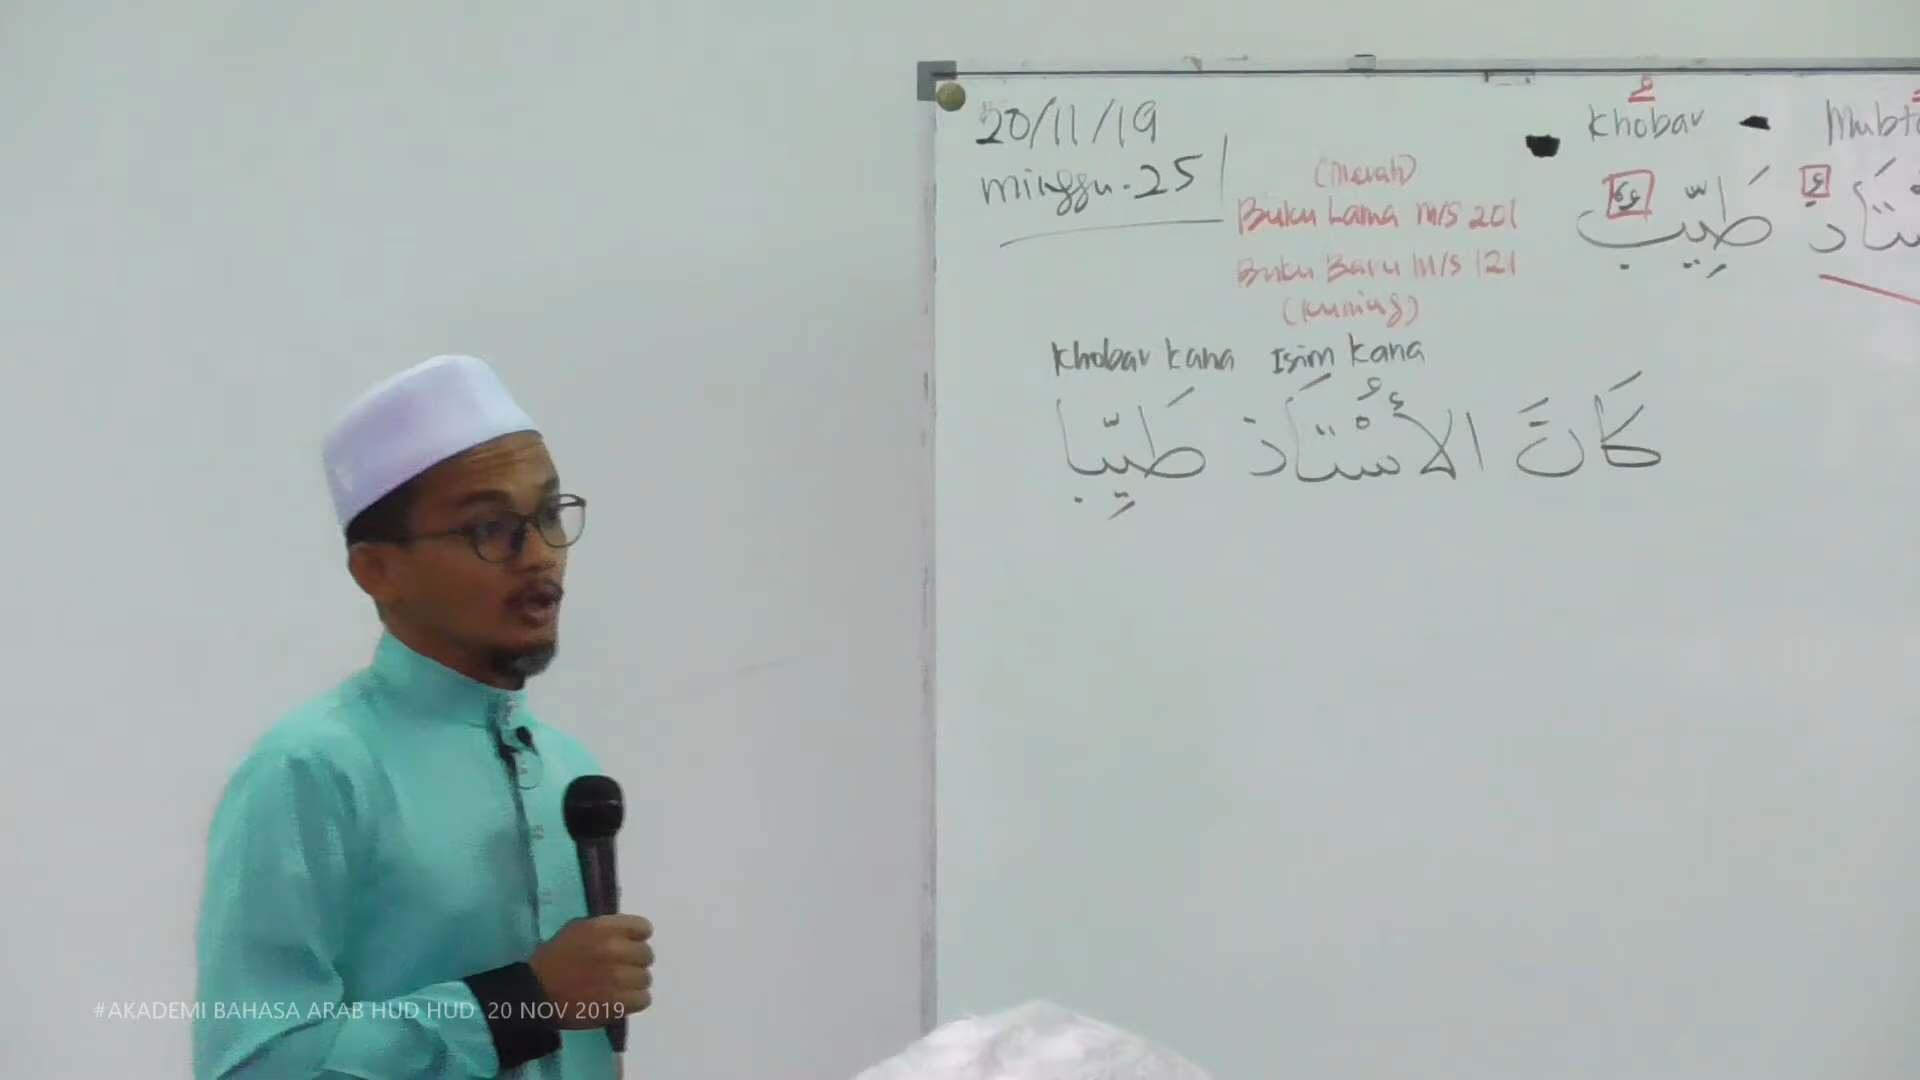 20/11/19
minggu-25
(Merah)
Buku Lama M/S 201
Buku Baru M/S 121
(Kuning)
Khobar - Mubt
طَيِّبٌ
Khobar kana Isim kana
كَانَ الأُسْتَاذُ طَيِّبًا
#AKADEMI BAHASA ARAB HUD HUD 20 NOV 2019